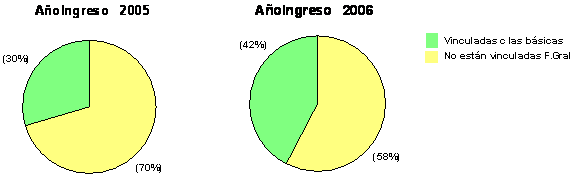 AñoIngreso 2005
AñoIngreso 2006
(30%)
(70%)
(42%)
(58%)
Vinculadas c las básicas
No están vinculadas F.Gral